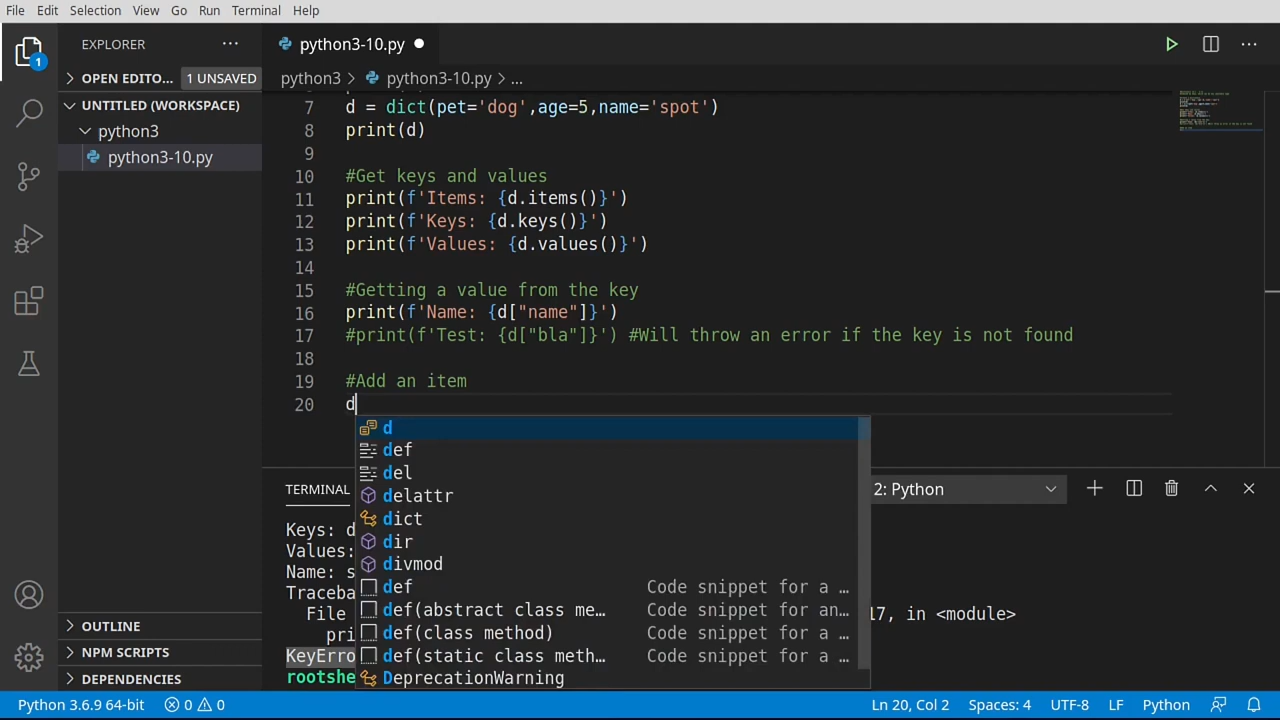 File Edit Selection View Go Run Terminal Help
EXPLORER
python3-10.py
1
OPEN EDITO... 1 UNSAVED
python3 > python3-10.py > ...
UNTITLED (WORKSPACE)
python3
python3-10.py
7 d = dict(pet='dog',age=5,name='spot')
8 print(d)
9
10 #Get keys and values
11 print(f'Items: {d.items()}')
12 print(f'Keys: {d.keys()}')
13 print(f'Values: {d.values()}')
14
15 #Getting a value from the key
16 print(f'Name: {d["name"]}')
17 #print(f'Test: {d["bla"]}') #Will throw an error if the key is not found
18
19 #Add an item
20 d
d
def
del
delattr
dict
dir
divmod
def Code snippet for a …
def(abstract class me… Code snippet for an…
def(class method) Code snippet for a …
def(static class meth… Code snippet for a …
DeprecationWarning
TERMINAL
2: Python
Keys: d
Values:
Name: s
Traceba
File 17, in <module>
pri
KeyErro
rootshe
OUTLINE
NPM SCRIPTS
DEPENDENCIES
Python 3.6.9 64-bit 0 0 Ln 20, Col 2 Spaces: 4 UTF-8 LF Python